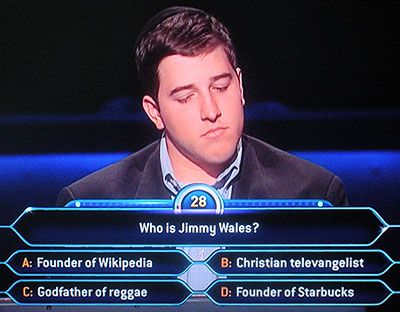 28
Who is Jimmy Wales?
A: Founder of Wikipedia
B: Christian televangelist
C: Godfather of reggae
D: Founder of Starbucks